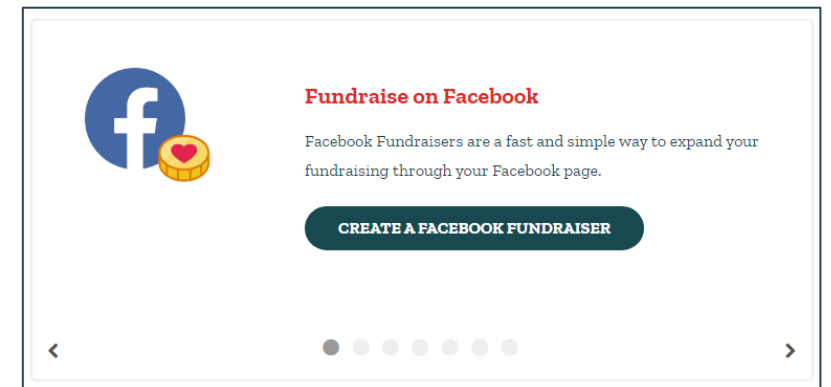 Fundraise on Facebook
Facebook Fundraisers are a fast and simple way to expand your
fundraising through your Facebook page.
CREATE A FACEBOOK FUNDRAISER